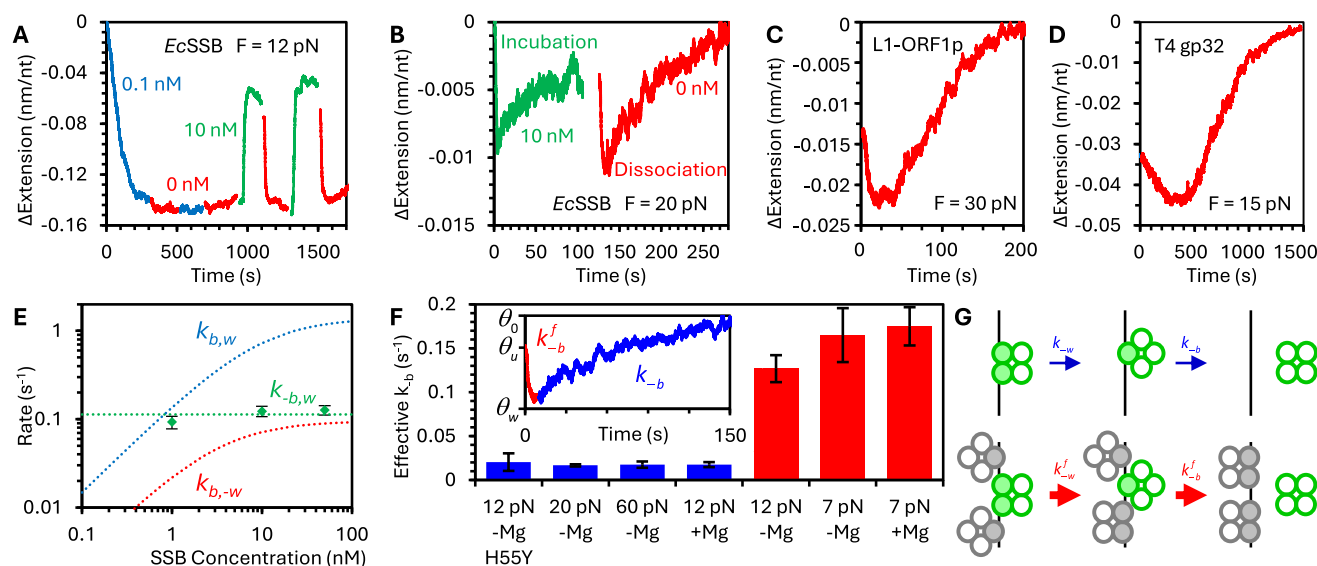 A
EcSSB F = 12 pN
0
-0.04
-0.08
-0.12
-0.16
ΔExtension (nm/nt)
0.1 nM
10 nM
0 nM
0 500 1000 1500
Time (s)
B
0
-0.005
-0.01
-0.015
ΔExtension (nm/nt)
Incubation
10 nM
0 nM
Dissociation
EcSSB F = 20 pN
0 50 100 150 200 250
Time (s)
C
L1-ORF1p
0
-0.005
-0.01
-0.015
-0.02
-0.025
ΔExtension (nm/nt)
F = 30 pN
0 50 100 150 200
Time (s)
D
T4 gp32
0
-0.01
-0.02
-0.03
-0.04
-0.05
ΔExtension (nm/nt)
F = 15 pN
0 500 1000 1500
Time (s)
E
1
0.1
0.01
Rate (s⁻¹)
k_{b,w}
k_{-b,w}
k_{b,-w}
0.1 1 10 100
SSB Concentration (nM)
F
0.2
0.15
0.1
0.05
0
Effective k_{-b} (s⁻¹)
θ_0
θ_u
θ_w
k^f_{-b}
k_{-b}
0 150
Time (s)
12 pN 20 pN 60 pN 12 pN 12 pN 7 pN 7 pN
-Mg -Mg -Mg +Mg -Mg -Mg +Mg
H55Y
G
k_{-w} k_{-b}
k^f_{-w} k^f_{-b}